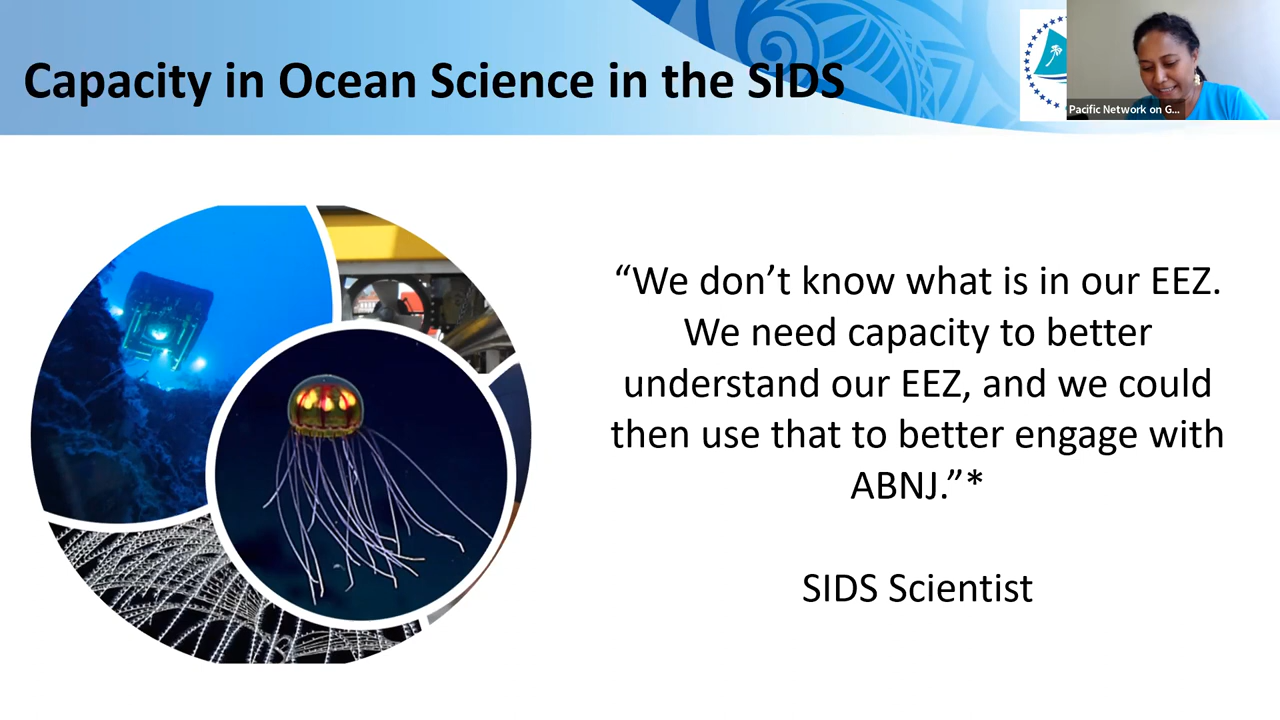 Capacity in Ocean Science in the SIDS
Pacific Network on G...
“We don’t know what is in our EEZ.
We need capacity to better
understand our EEZ, and we could
then use that to better engage with
ABNJ.”*
SIDS Scientist